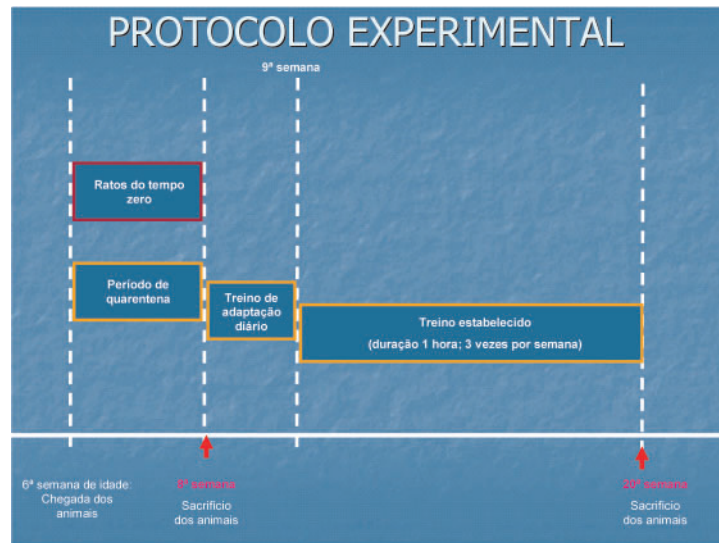 PROTOCOLO EXPERIMENTAL
9ª semana
Ratos do tempo
zero
Período de
quarentena
Treino de
adaptação
diário
Treino estabelecido
(duração 1 hora; 3 vezes por semana)
6ª semana de idade:
Chegada dos
animais
8ª semana
Sacrifício
dos animais
20ª semana
Sacrifício
dos animais